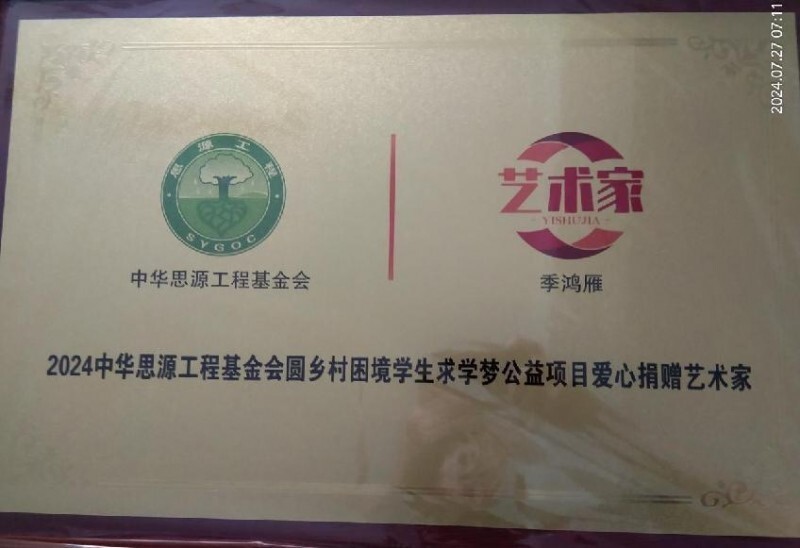 2024.07.27 07:11
思源工程
SYGOC
中华思源工程基金会
艺术家
YISHUJIA
季鸿雁
2024中华思源工程基金会圆乡村困境学生求学梦公益项目爱心捐赠艺术家